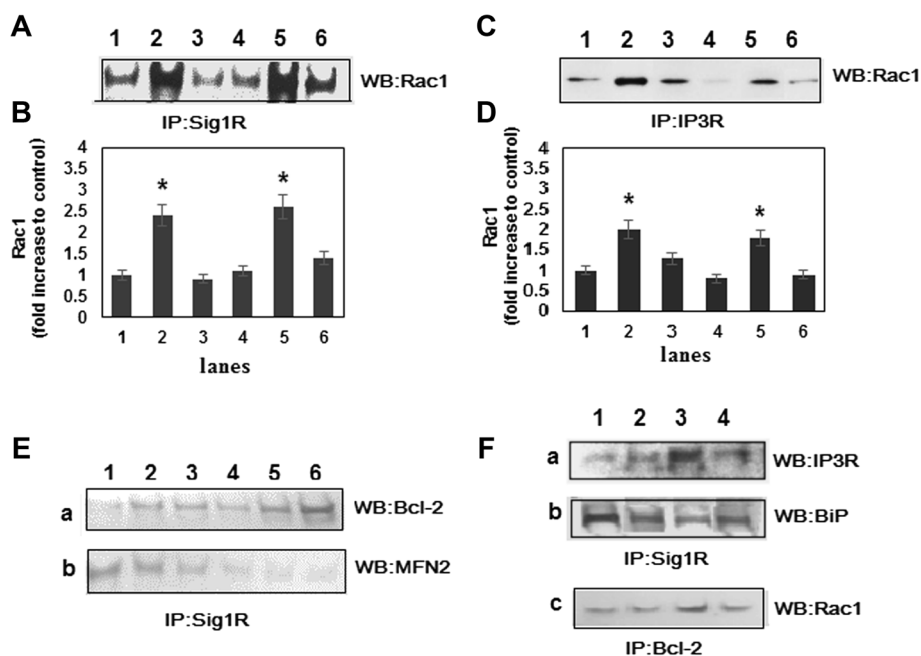 A
1 2 3 4 5 6
WB:Rac1
IP:Sig1R
B
Rac1
(fold increase to control)
4
3.5
3
2.5
2
1.5
1
0.5
0
* *
1 2 3 4 5 6
lanes
C
1 2 3 4 5 6
WB:Rac1
IP:IP3R
D
Rac1
(fold increase to control)
4
3.5
3
2.5
2
1.5
1
0.5
0
* *
1 2 3 4 5 6
lanes
E
1 2 3 4 5 6
a WB:Bcl-2
b WB:MFN2
IP:Sig1R
F
1 2 3 4
a WB:IP3R
b WB:BiP
IP:Sig1R
c WB:Rac1
IP:Bcl-2